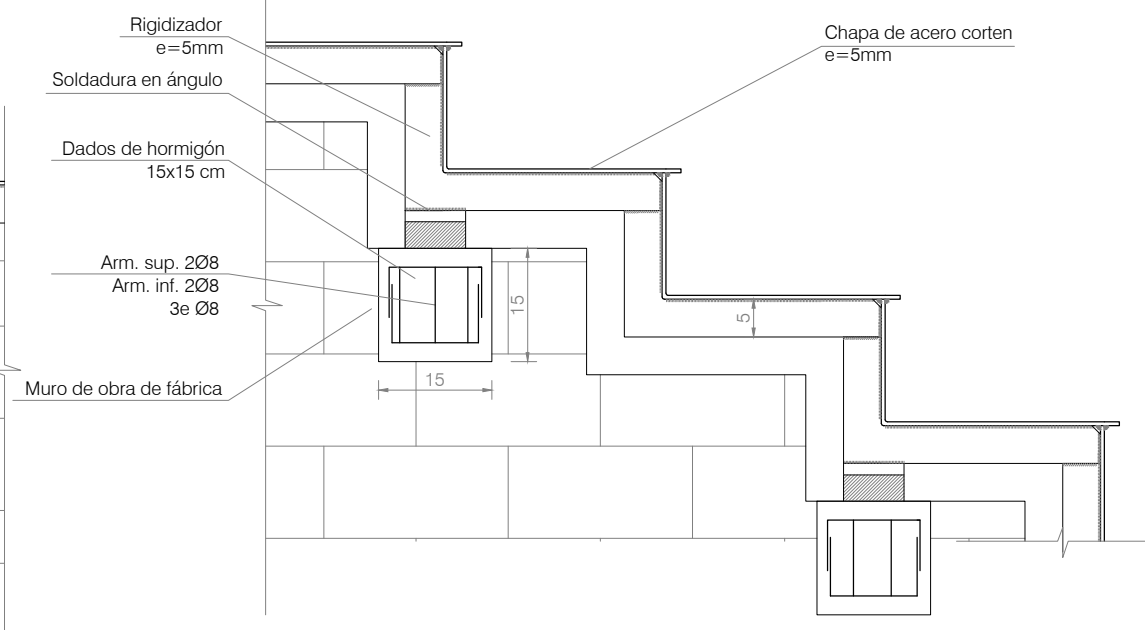 Rigidizador
e=5mm
Chapa de acero corten
e=5mm
Soldadura en ángulo
Dados de hormigón
15x15 cm
Arm. sup. 2Ø8
Arm. inf. 2Ø8
3e Ø8
15
5
15
Muro de obra de fábrica